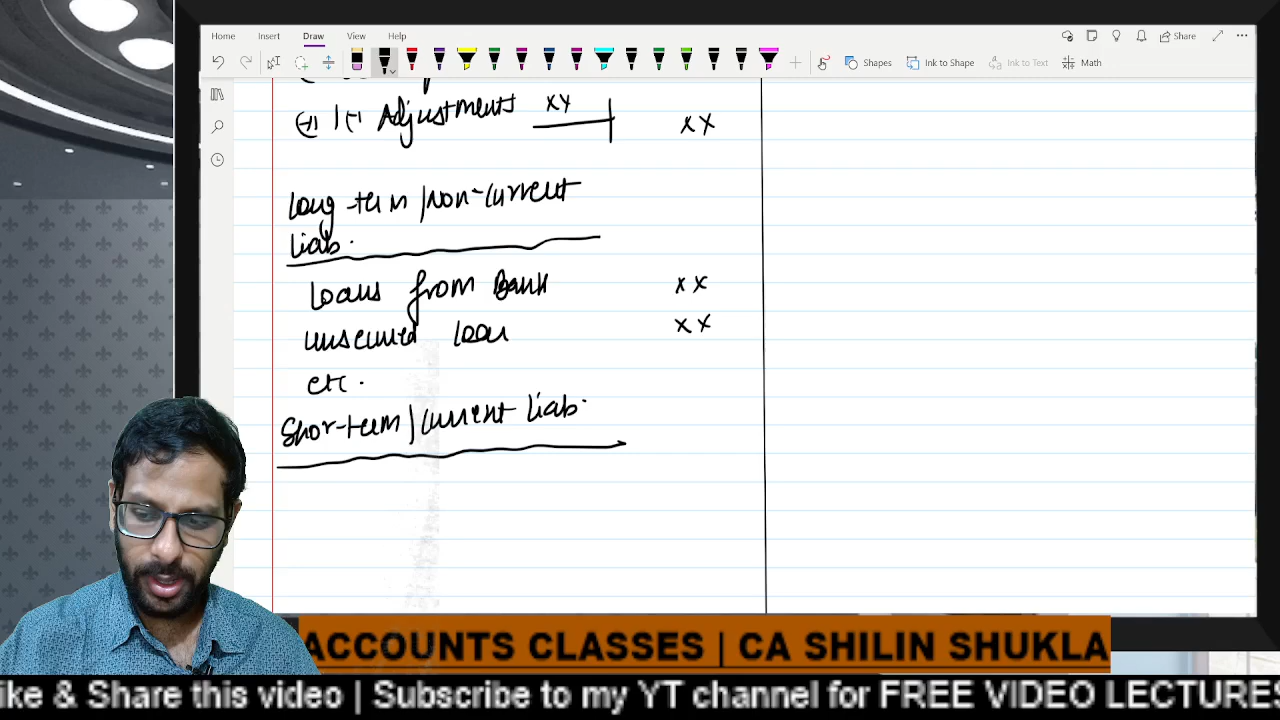 Home Insert Draw View Help Share
Shapes Ink to Shape Ink to Text Math
(+) / (-) Adjustments xy xx
Long-term / Non-current
Liab.
Loans from Bank xx
unsecured loan xx
etc.
Shor-term / Current Liab.
ACCOUNTS CLASSES | CA SHILIN SHUKLA
ike & Share this video | Subscribe to my YT channel for FREE VIDEO LECTURES